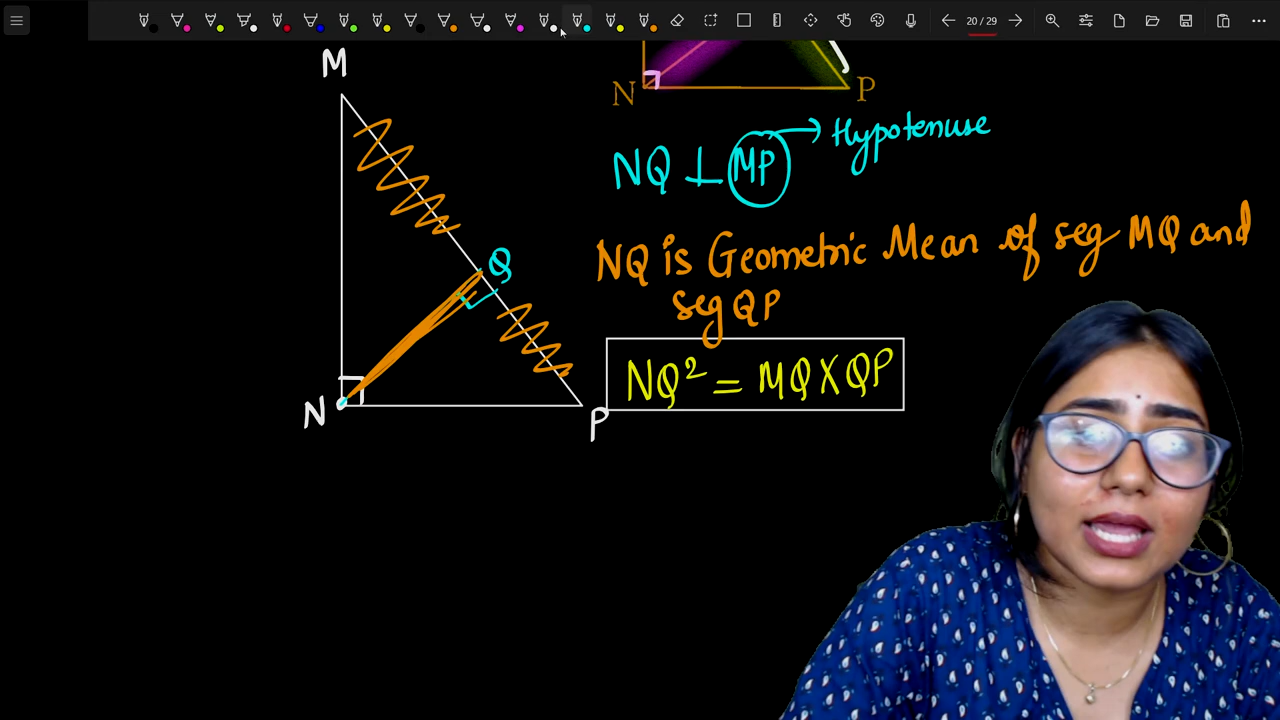 20 / 29
M
N
P
NQ ⊥ MP → Hypotenuse
Q
NQ is Geometric Mean of seg MQ and
seg QP
NQ² = MQ X QP
N
P